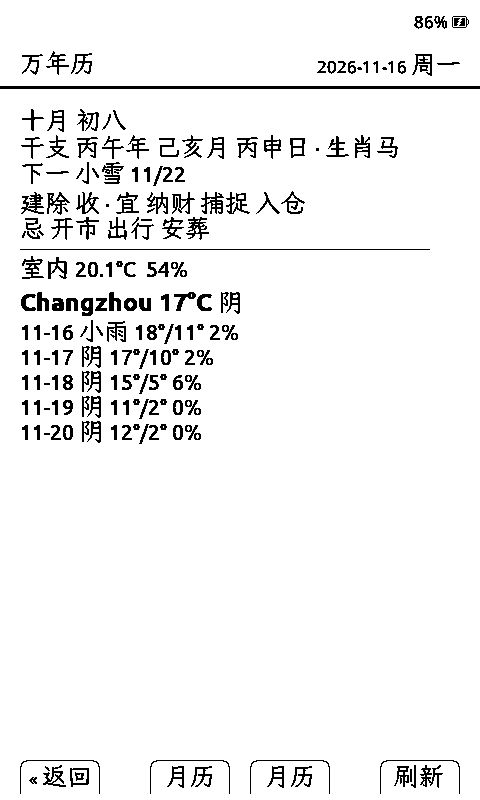 86%
万年历 2026-11-16 周一
十月 初八
干支 丙午年 己亥月 丙申日 · 生肖马
下一 小雪 11/22
建除 收 · 宜 纳财 捕捉 入仓
忌 开市 出行 安葬
室内 20.1°C 54%
Changzhou 17°C 阴
11-16 小雨 18°/11° 2%
11-17 阴 17°/10° 2%
11-18 阴 15°/5° 6%
11-19 阴 11°/2° 0%
11-20 阴 12°/2° 0%
« 返回 月历 月历 刷新